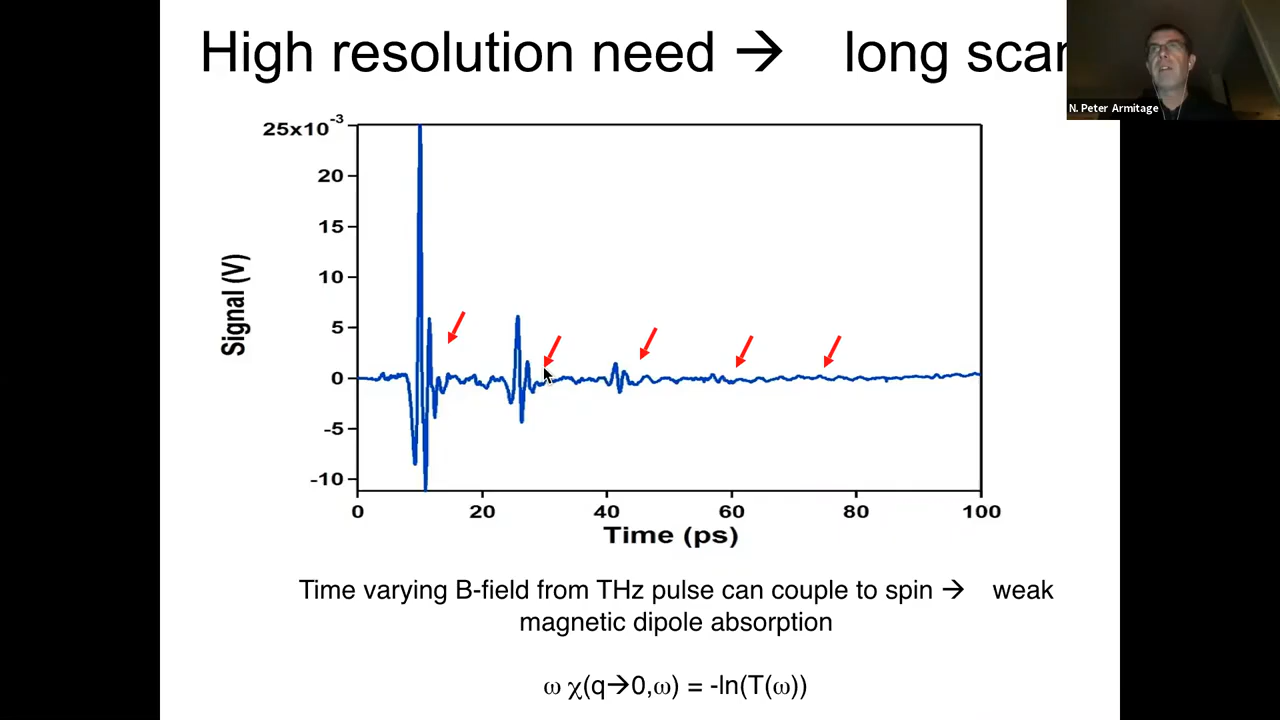 High resolution need → long scan
N. Peter Armitage
25x10⁻³
20
15
10
5
0
-5
-10
Signal (V)
0 20 40 60 80 100
Time (ps)
Time varying B-field from THz pulse can couple to spin → weak
magnetic dipole absorption
ω χ(q→0,ω) = -ln(T(ω))